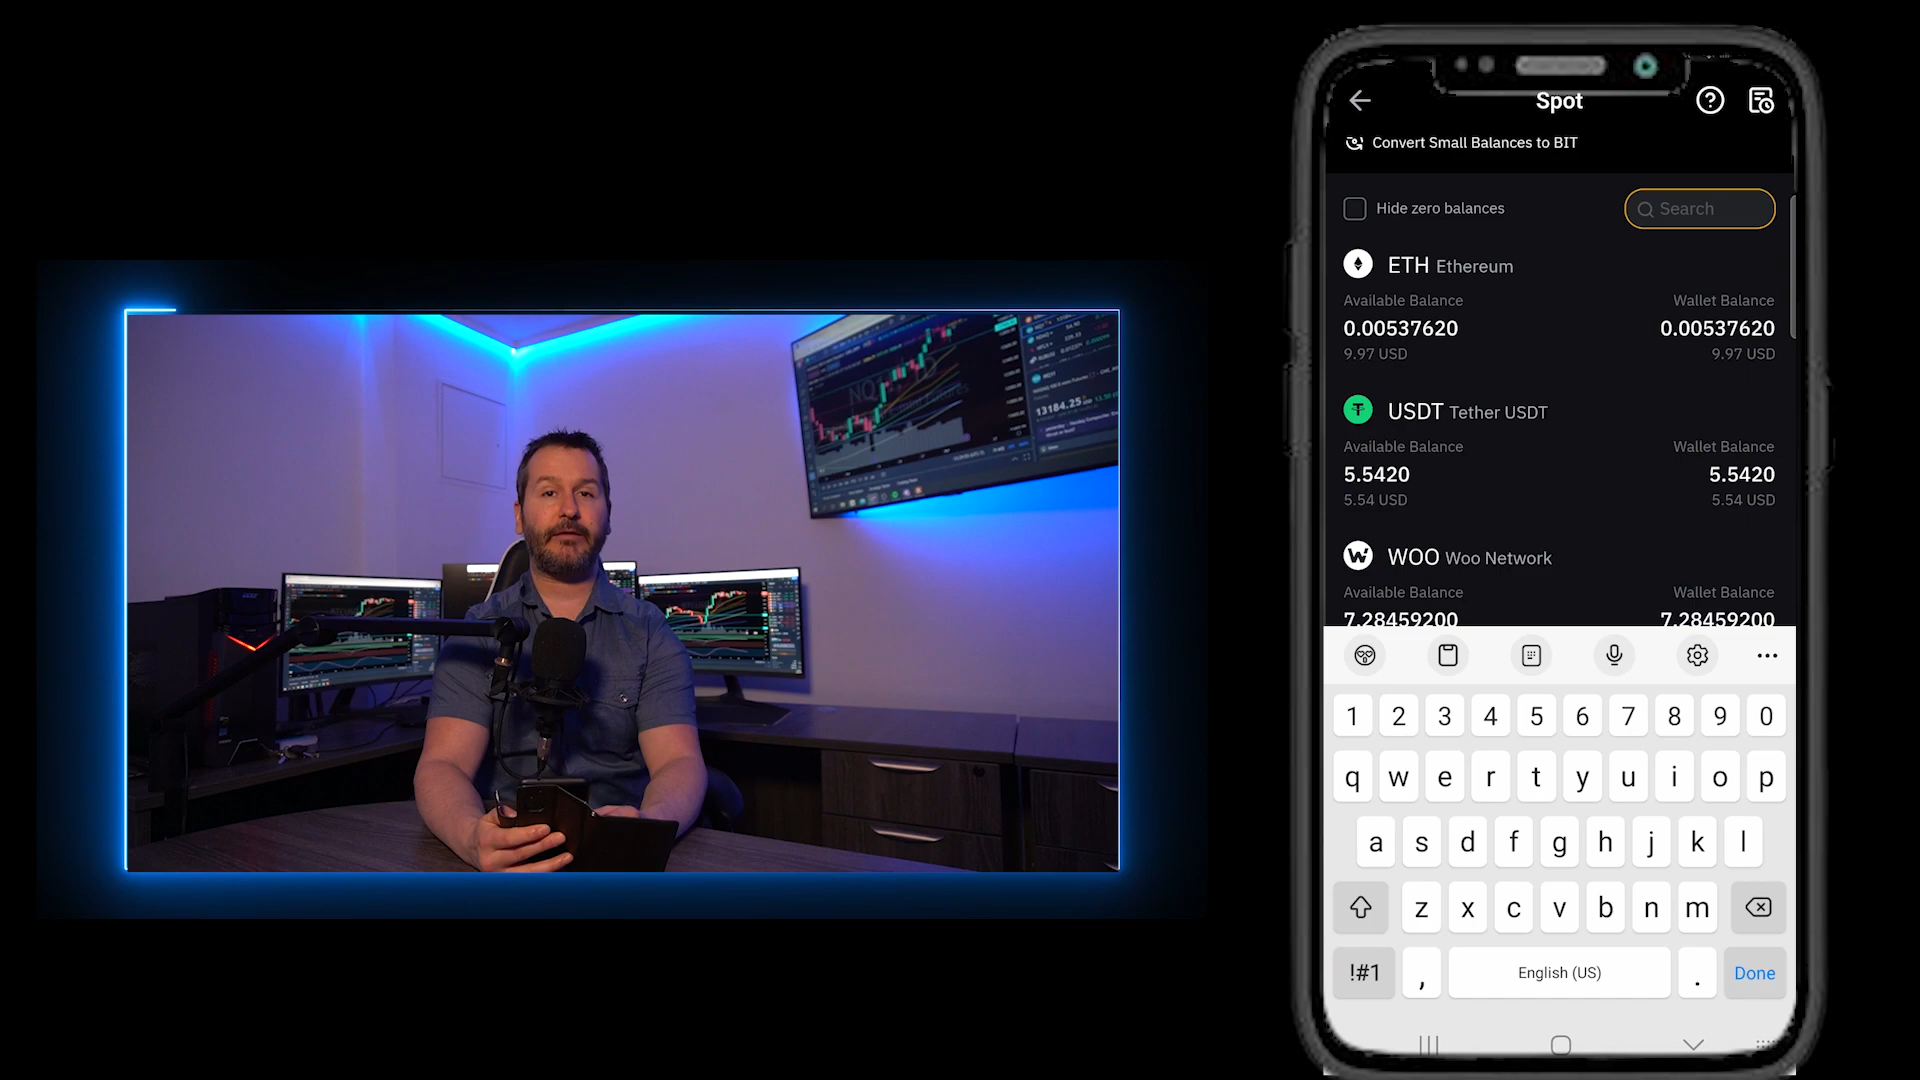 Spot
Convert Small Balances to BIT
Hide zero balances
Search
ETH Ethereum
Available Balance Wallet Balance
0.00537620 0.00537620
9.97 USD 9.97 USD
USDT Tether USDT
Available Balance Wallet Balance
5.5420 5.5420
5.54 USD 5.54 USD
WOO Woo Network
Available Balance Wallet Balance
7.28459200 7.28459200
1 2 3 4 5 6 7 8 9 0
q w e r t y u i o p
a s d f g h j k l
z x c v b n m
!#1 , English (US) . Done
13184.25